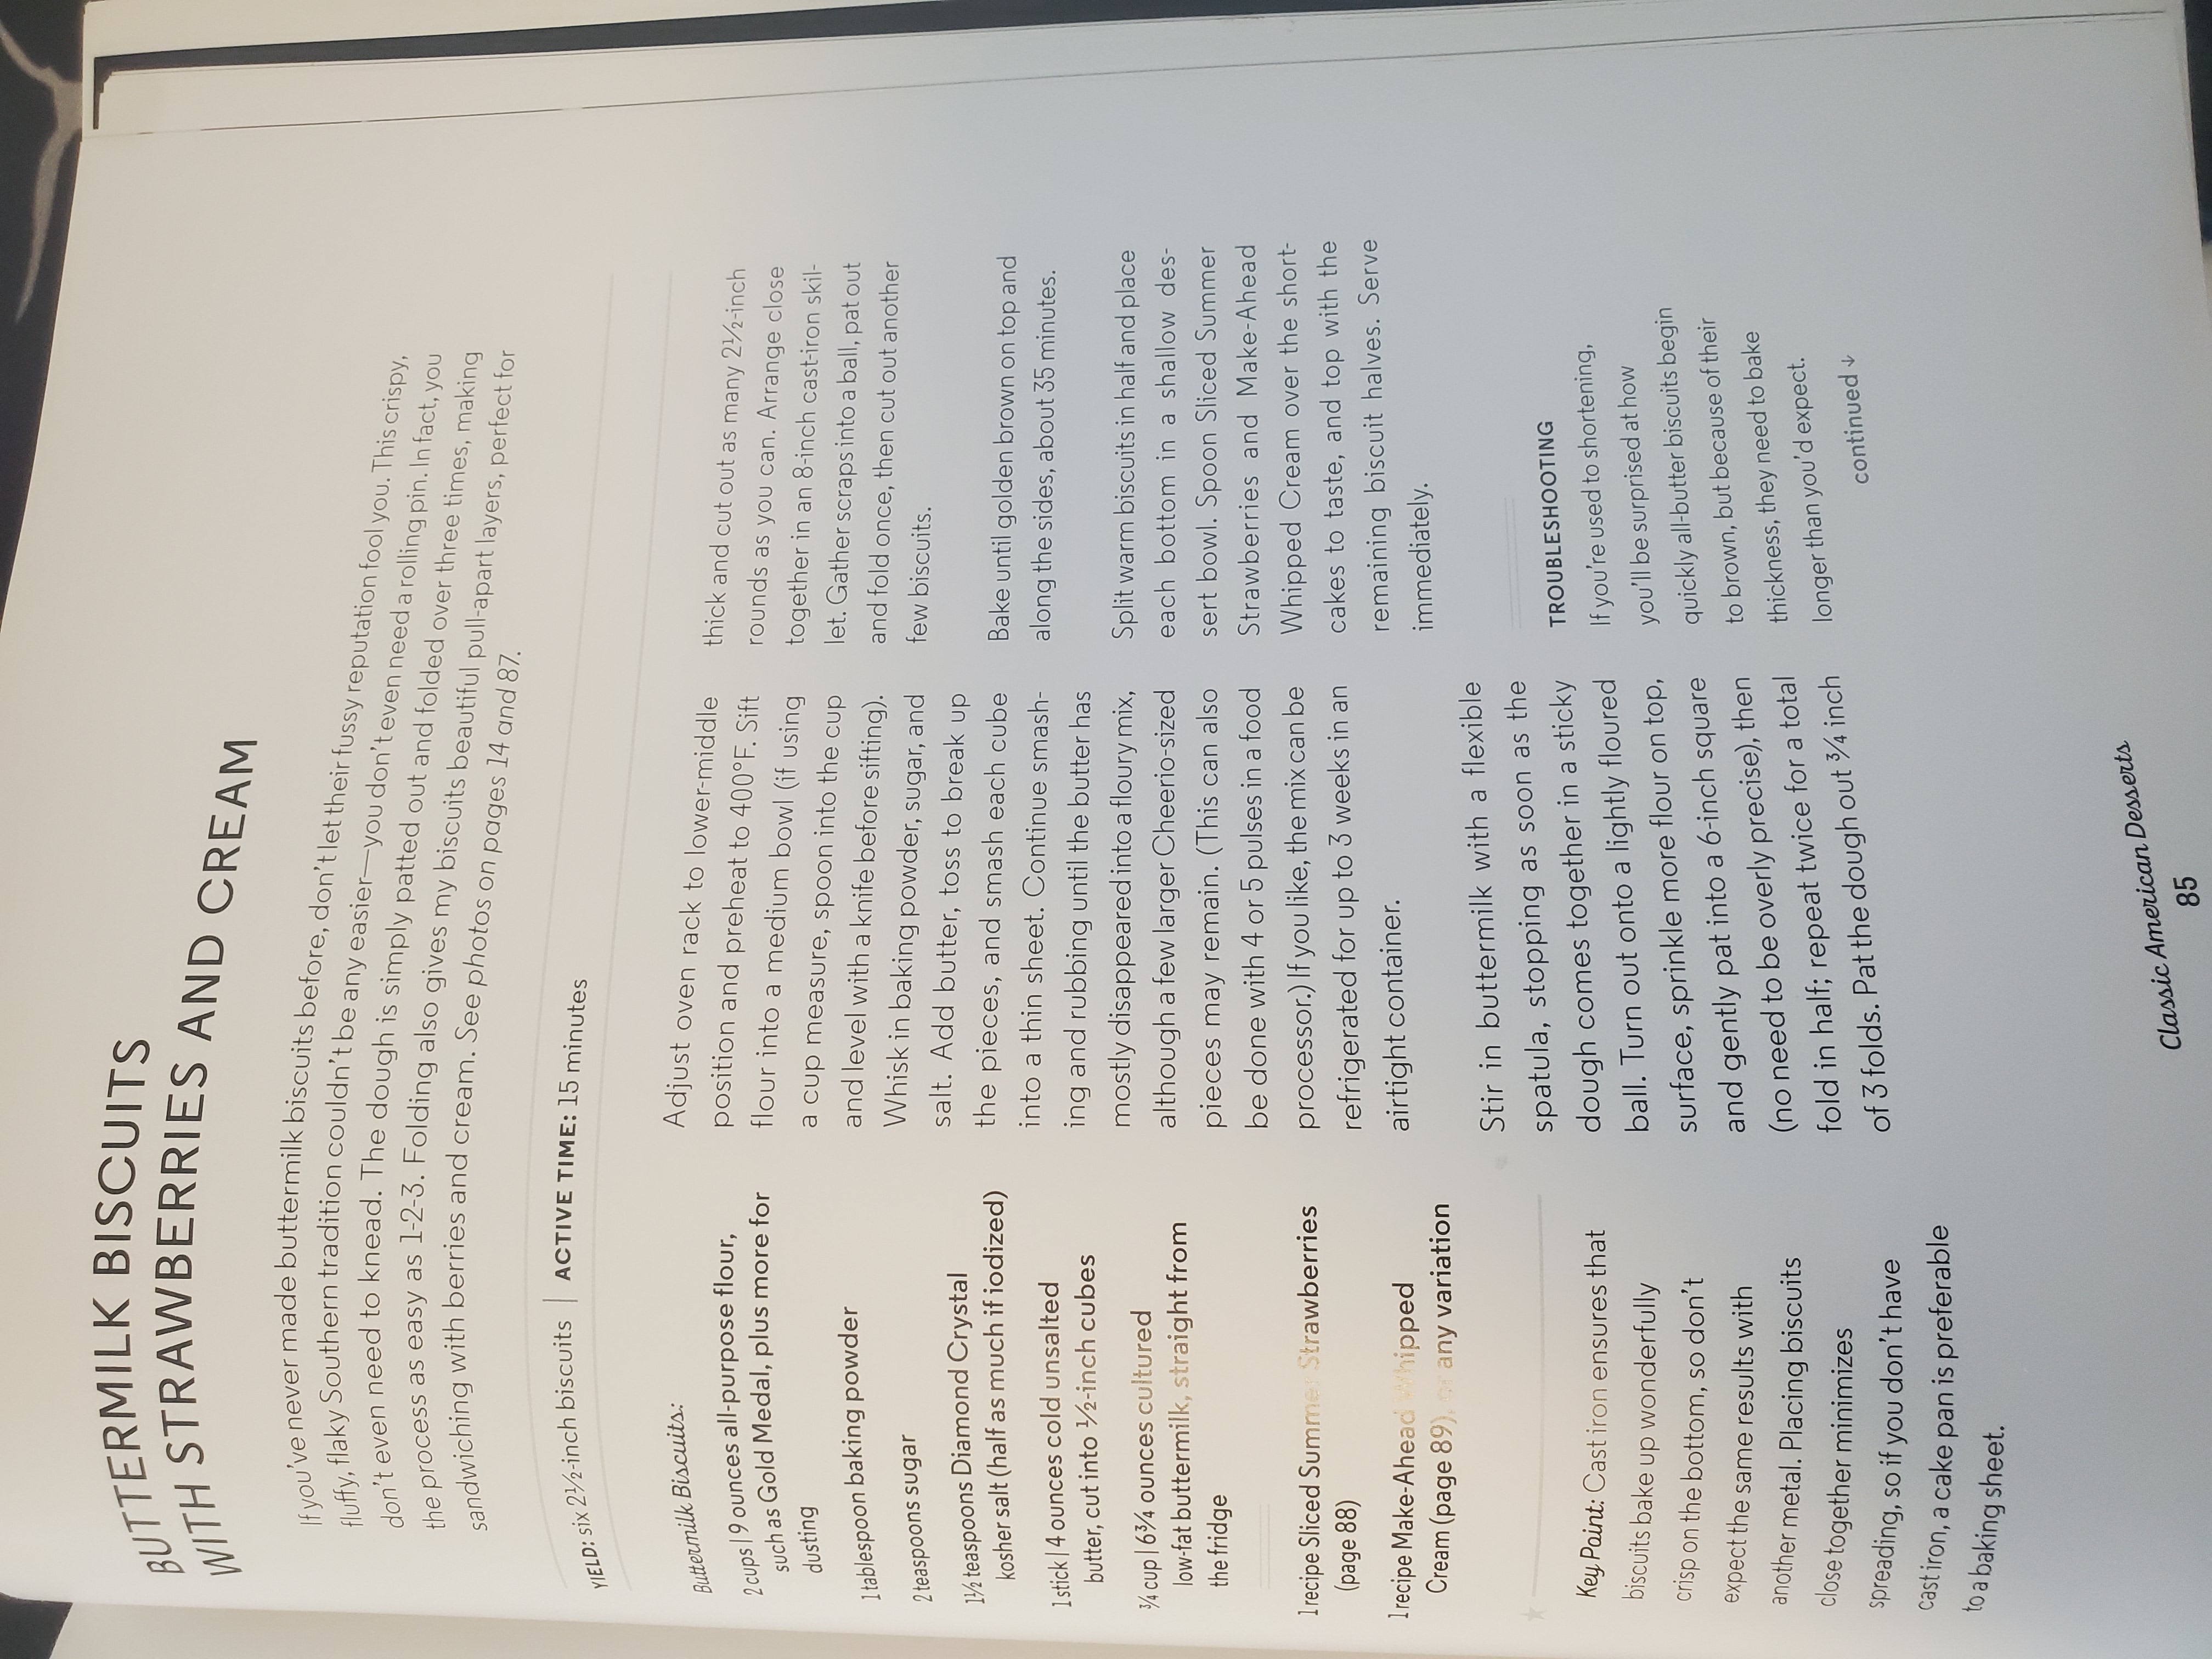 BUTTERMILK BISCUITS
WITH STRAWBERRIES AND CREAM
If you've never made buttermilk biscuits before, don't let their fussy reputation fool you. This crispy,
fluffy, flaky Southern tradition couldn't be any easier—you don't even need a rolling pin. In fact, you
don't even need to knead. The dough is simply patted out and folded over three times, making
the process as easy as 1-2-3. Folding also gives my biscuits beautiful pull-apart layers, perfect for
sandwiching with berries and cream. See photos on pages 14 and 87.
YIELD: six 2½-inch biscuits | ACTIVE TIME: 15 minutes
Buttermilk Biscuits:
2 cups | 9 ounces all-purpose flour,
such as Gold Medal, plus more for
dusting
1 tablespoon baking powder
2 teaspoons sugar
1½ teaspoons Diamond Crystal
kosher salt (half as much if iodized)
1 stick | 4 ounces cold unsalted
butter, cut into ½-inch cubes
¾ cup | 6¾ ounces cultured
low-fat buttermilk, straight from
the fridge
1 recipe Sliced Summer Strawberries
(page 88)
1 recipe Make-Ahead Whipped
Cream (page 89), or any variation
Key Point: Cast iron ensures that
biscuits bake up wonderfully
crisp on the bottom, so don't
expect the same results with
another metal. Placing biscuits
close together minimizes
spreading, so if you don't have
cast iron, a cake pan is preferable
to a baking sheet.
Adjust oven rack to lower-middle
position and preheat to 400°F. Sift
flour into a medium bowl (if using
a cup measure, spoon into the cup
and level with a knife before sifting).
Whisk in baking powder, sugar, and
salt. Add butter, toss to break up
the pieces, and smash each cube
into a thin sheet. Continue smash-
ing and rubbing until the butter has
mostly disappeared into a floury mix,
although a few larger Cheerio-sized
pieces may remain. (This can also
be done with 4 or 5 pulses in a food
processor.) If you like, the mix can be
refrigerated for up to 3 weeks in an
airtight container.
Stir in buttermilk with a flexible
spatula, stopping as soon as the
dough comes together in a sticky
ball. Turn out onto a lightly floured
surface, sprinkle more flour on top,
and gently pat into a 6-inch square
(no need to be overly precise), then
fold in half; repeat twice for a total
of 3 folds. Pat the dough out ¾ inch
thick and cut out as many 2½-inch
rounds as you can. Arrange close
together in an 8-inch cast-iron skil-
let. Gather scraps into a ball, pat out
and fold once, then cut out another
few biscuits.
Bake until golden brown on top and
along the sides, about 35 minutes.
Split warm biscuits in half and place
each bottom in a shallow des-
sert bowl. Spoon Sliced Summer
Strawberries and Make-Ahead
Whipped Cream over the short-
cakes to taste, and top with the
remaining biscuit halves. Serve
immediately.
TROUBLESHOOTING
If you're used to shortening,
you'll be surprised at how
quickly all-butter biscuits begin
to brown, but because of their
thickness, they need to bake
longer than you'd expect.
continued ↓
Classic American Desserts
85